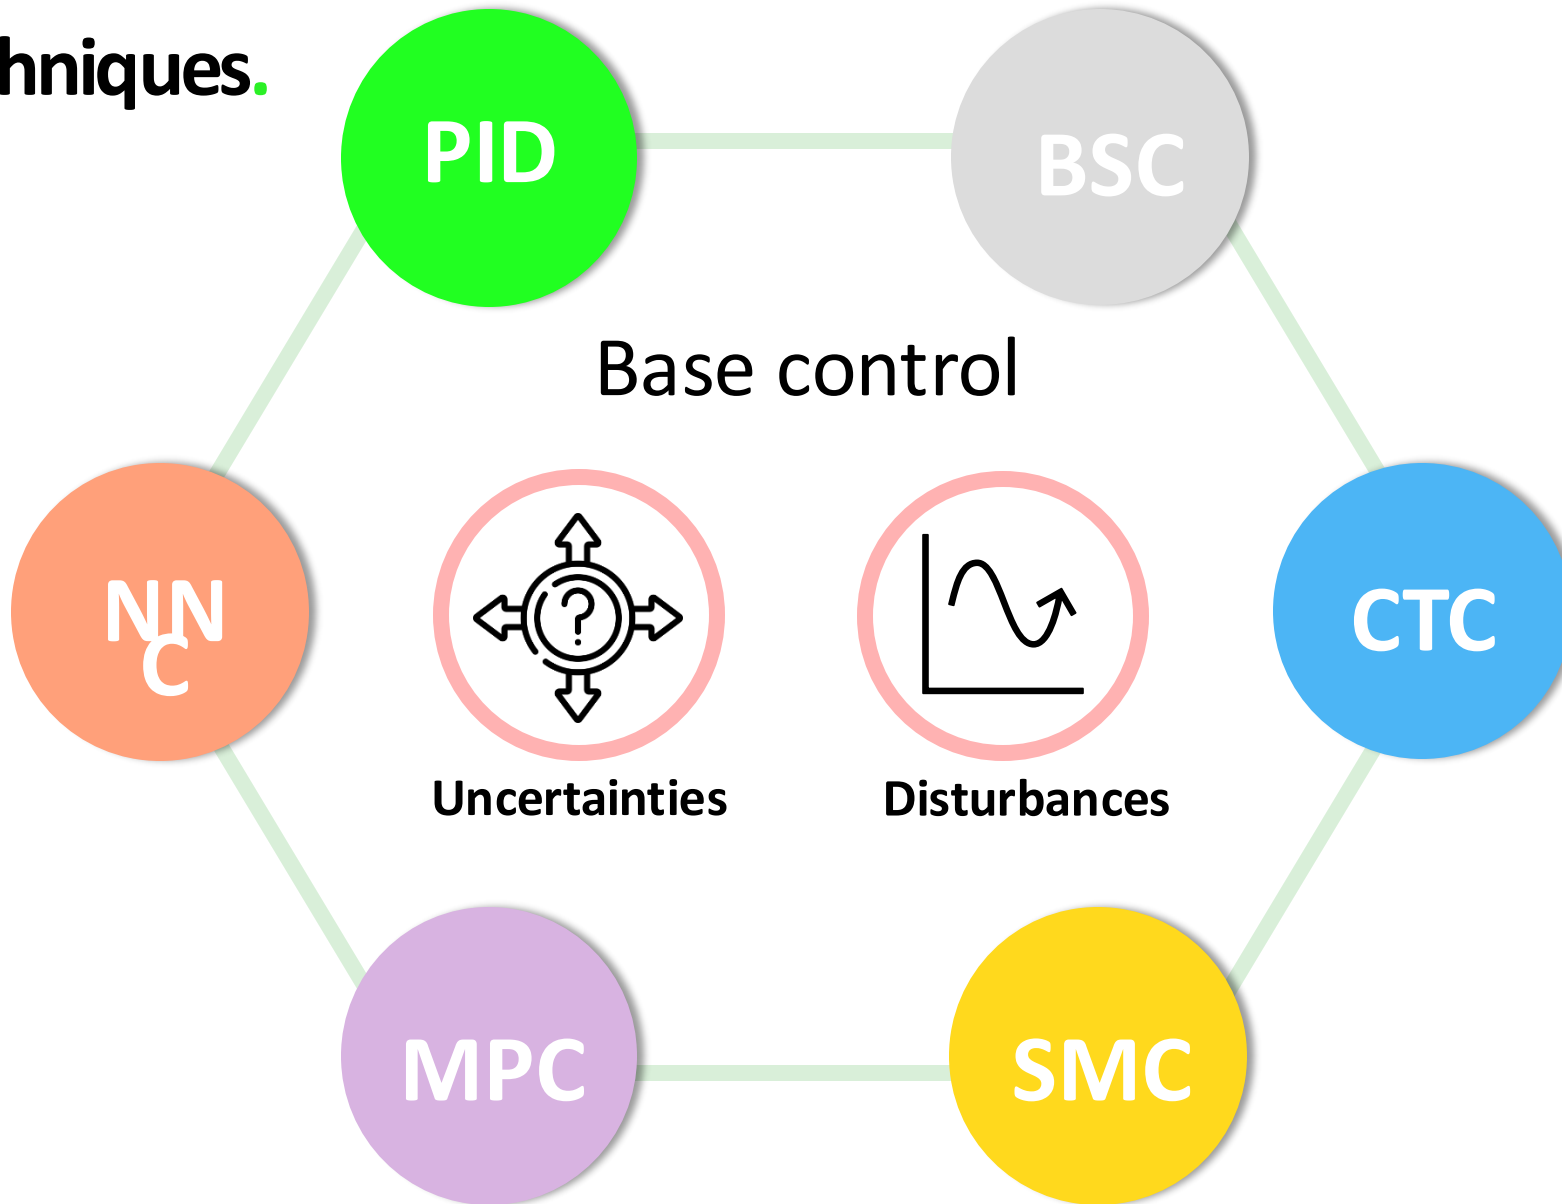 hniques.
PID
BSC
Base control
NN
C
?
CTC
Uncertainties
Disturbances
MPC
SMC